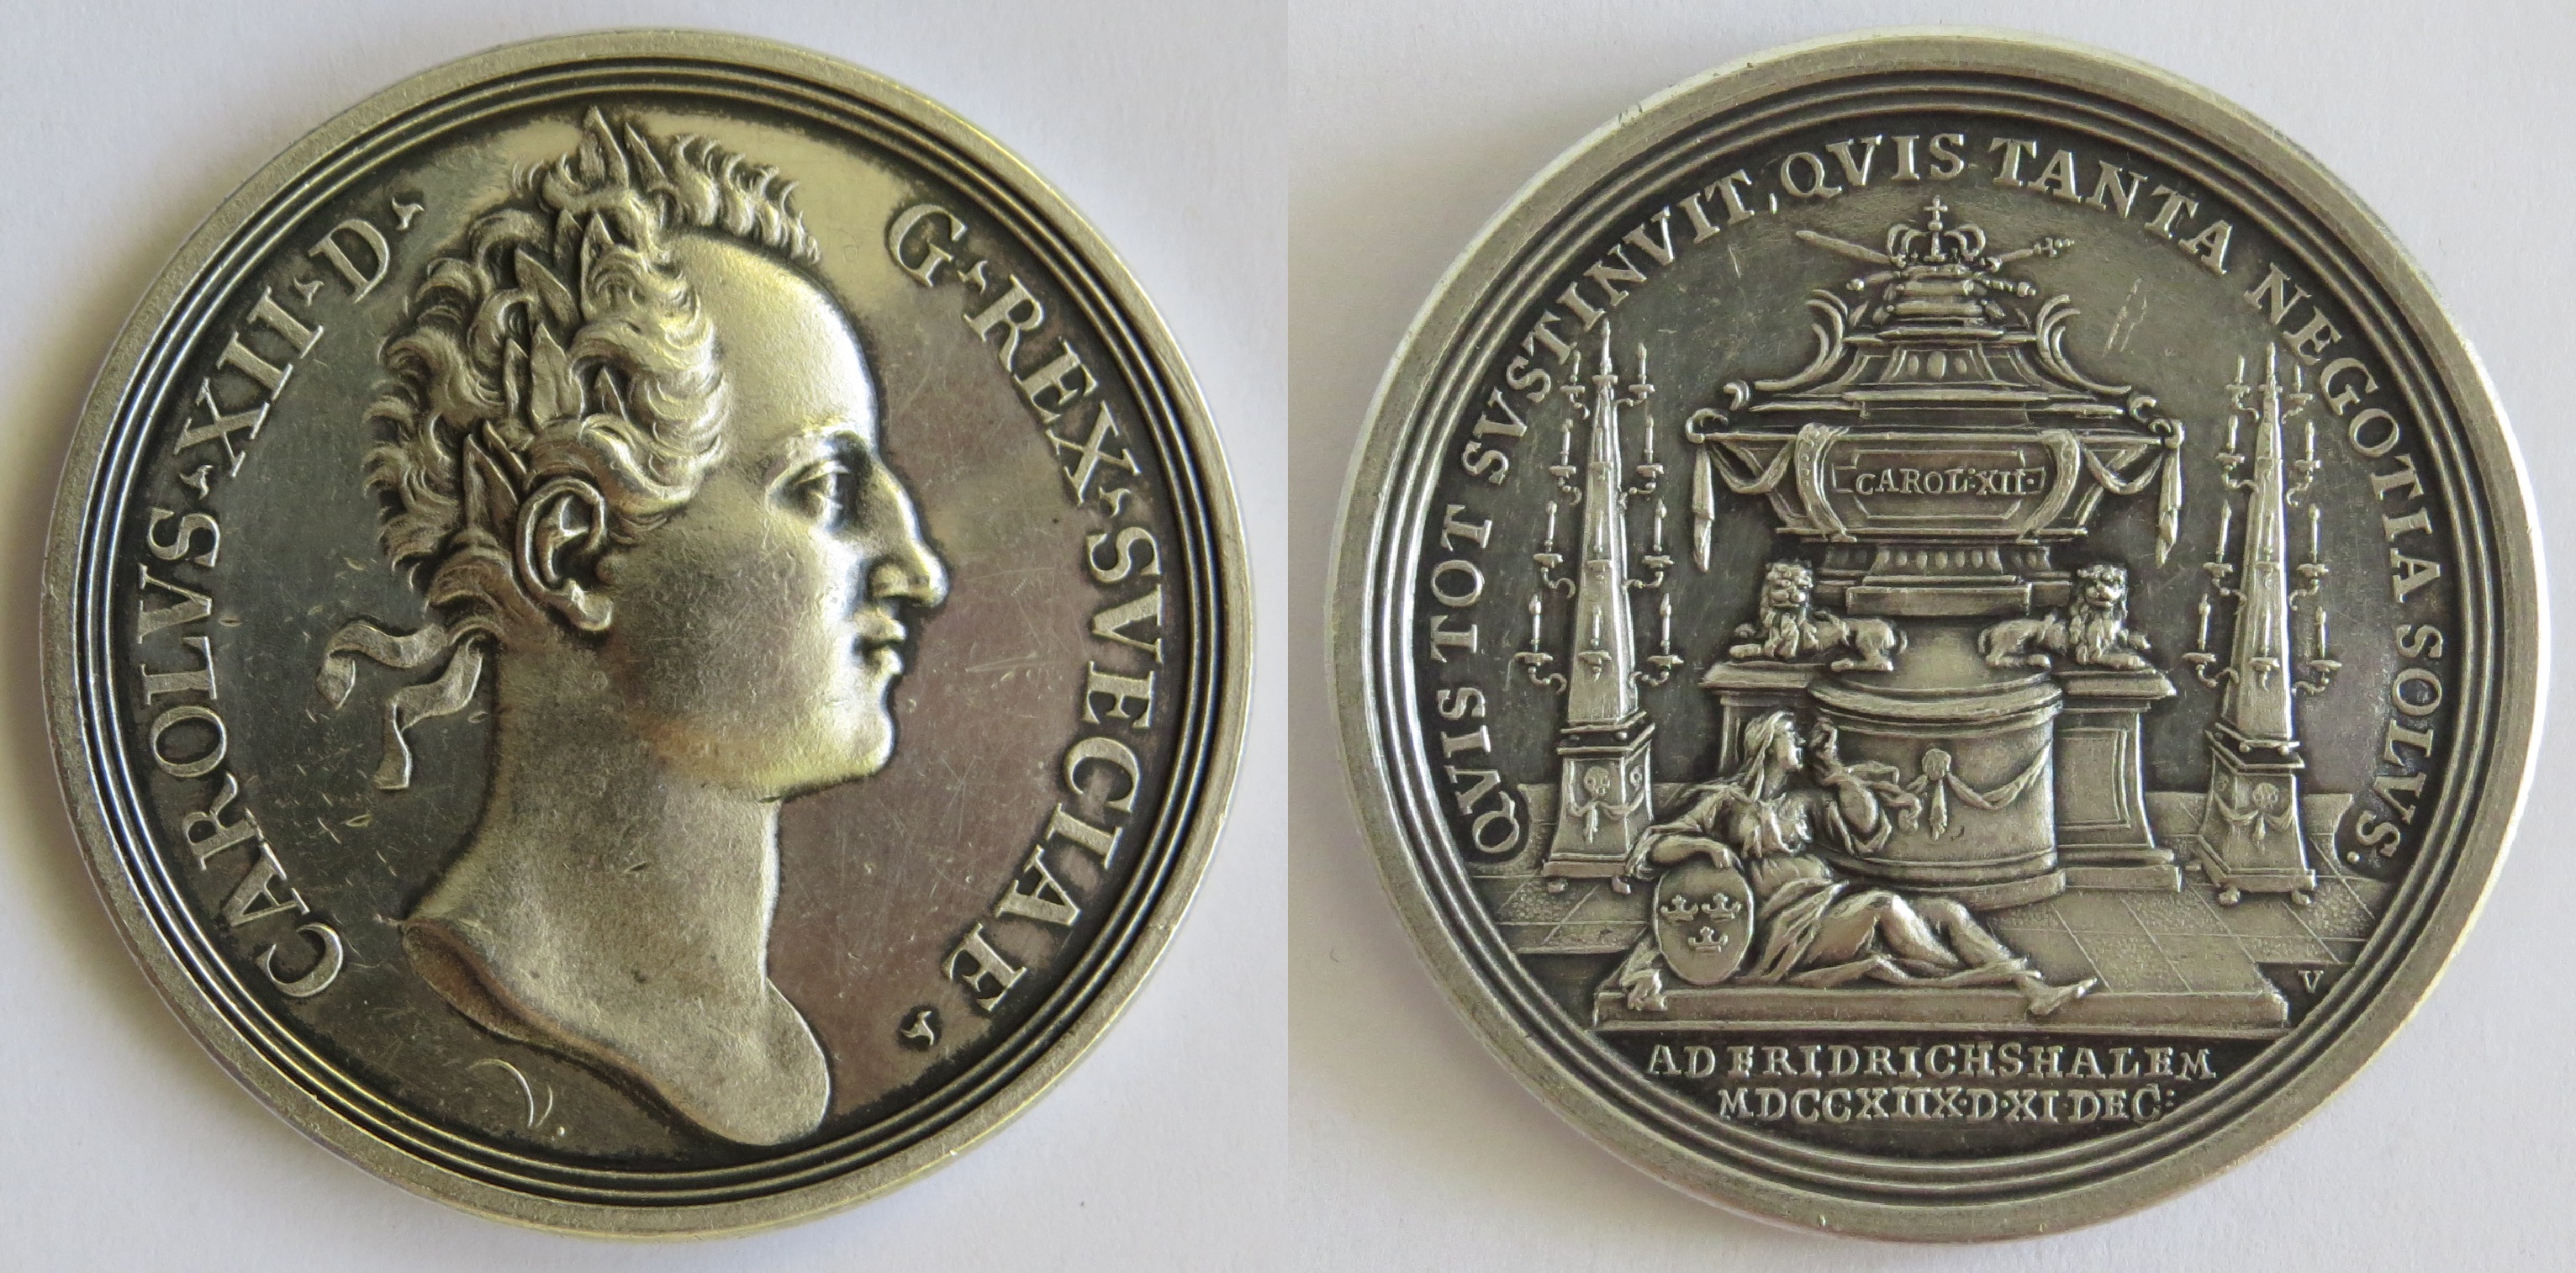 CAROLVS·XII·D· G·REX·SVECIAE·
QVIS TOT SVSTINVIT, QVIS TANTA NEGOTIA SOLVS.
CAROL:XII·
V
AD FRIDRICHSHALEM
MDCCXIIX·D·XI·DEC: